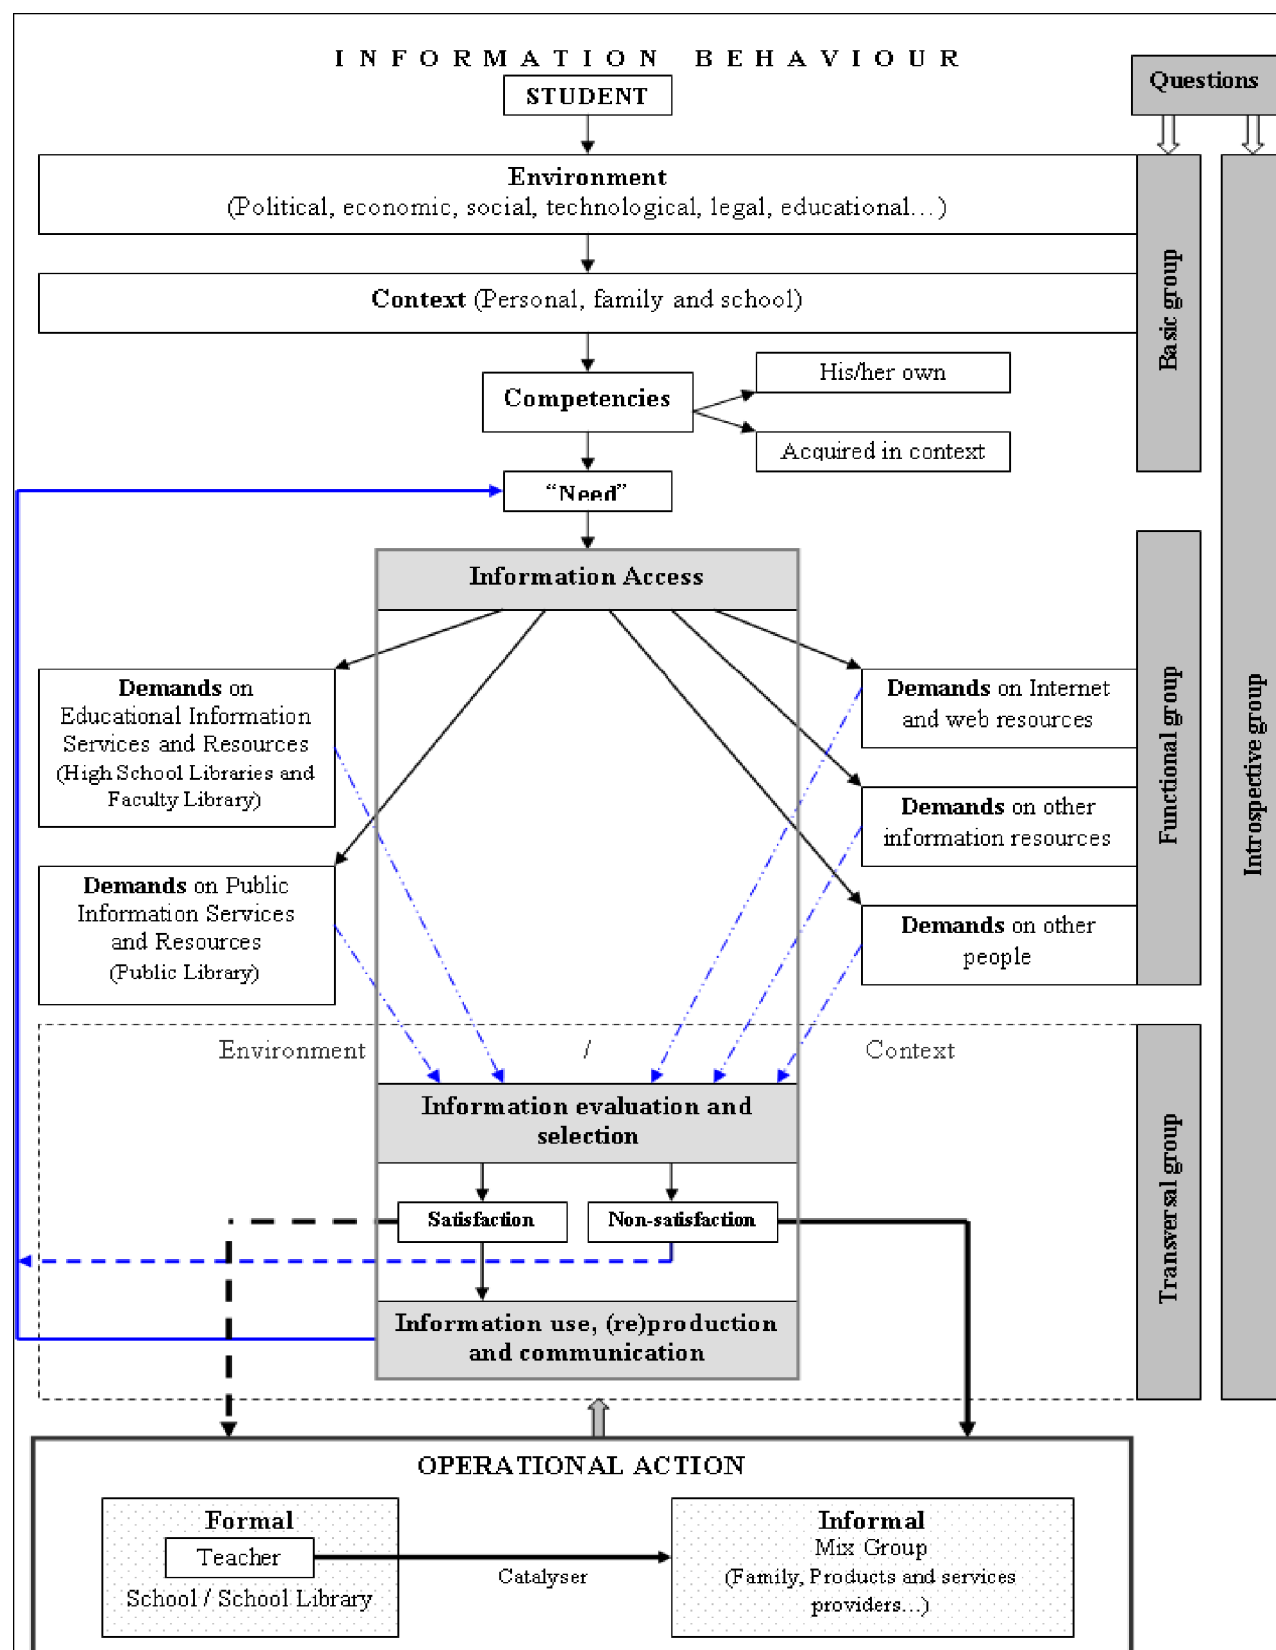 INFORMATION BEHAVIOUR
STUDENT
Questions
Environment
(Political, economic, social, technological, legal, educational...)
Context (Personal, family and school)
Basic group
His/her own
Competencies
Acquired in context
"Need"
Information Access
Demands on
Educational Information
Services and Resources
(High School Libraries and
Faculty Library)
Demands on Internet
and web resources
Demands on other
information resources
Demands on Public
Information Services
and Resources
(Public Library)
Demands on other
people
Functional group
Introspective group
Environment / Context
Information evaluation and
selection
Satisfaction
Non-satisfaction
Information use, (re)production
and communication
Transversal group
OPERATIONAL ACTION
Formal
Teacher
School / School Library
Catalyser
Informal
Mix Group
(Family, Products and services
providers...)